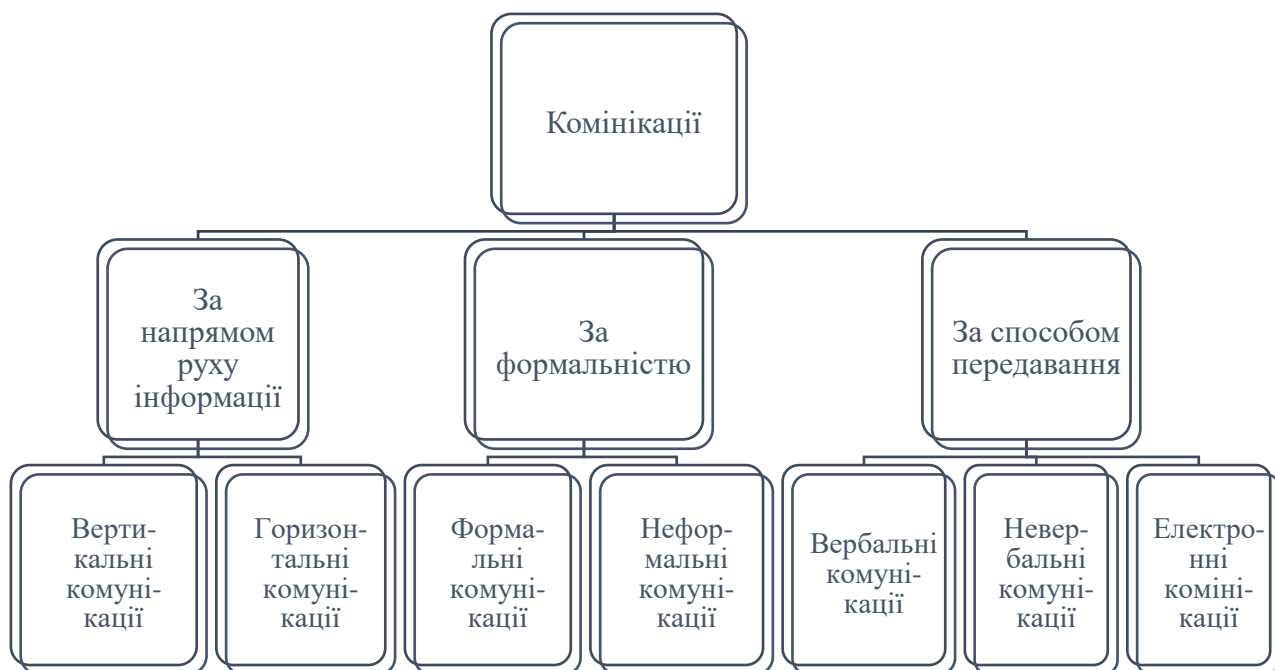 Комінікації
За
напрямом
руху
інформації
За
формальністю
За способом
передавання
Верти-
кальні
комуні-
кації
Горизон-
тальні
комуні-
кації
Форма-
льні
комуні-
кації
Нефор-
мальні
комуні-
кації
Вербальні
комуні-
кації
Невер-
бальні
комуні-
кації
Електро-
нні
коміні -
кації